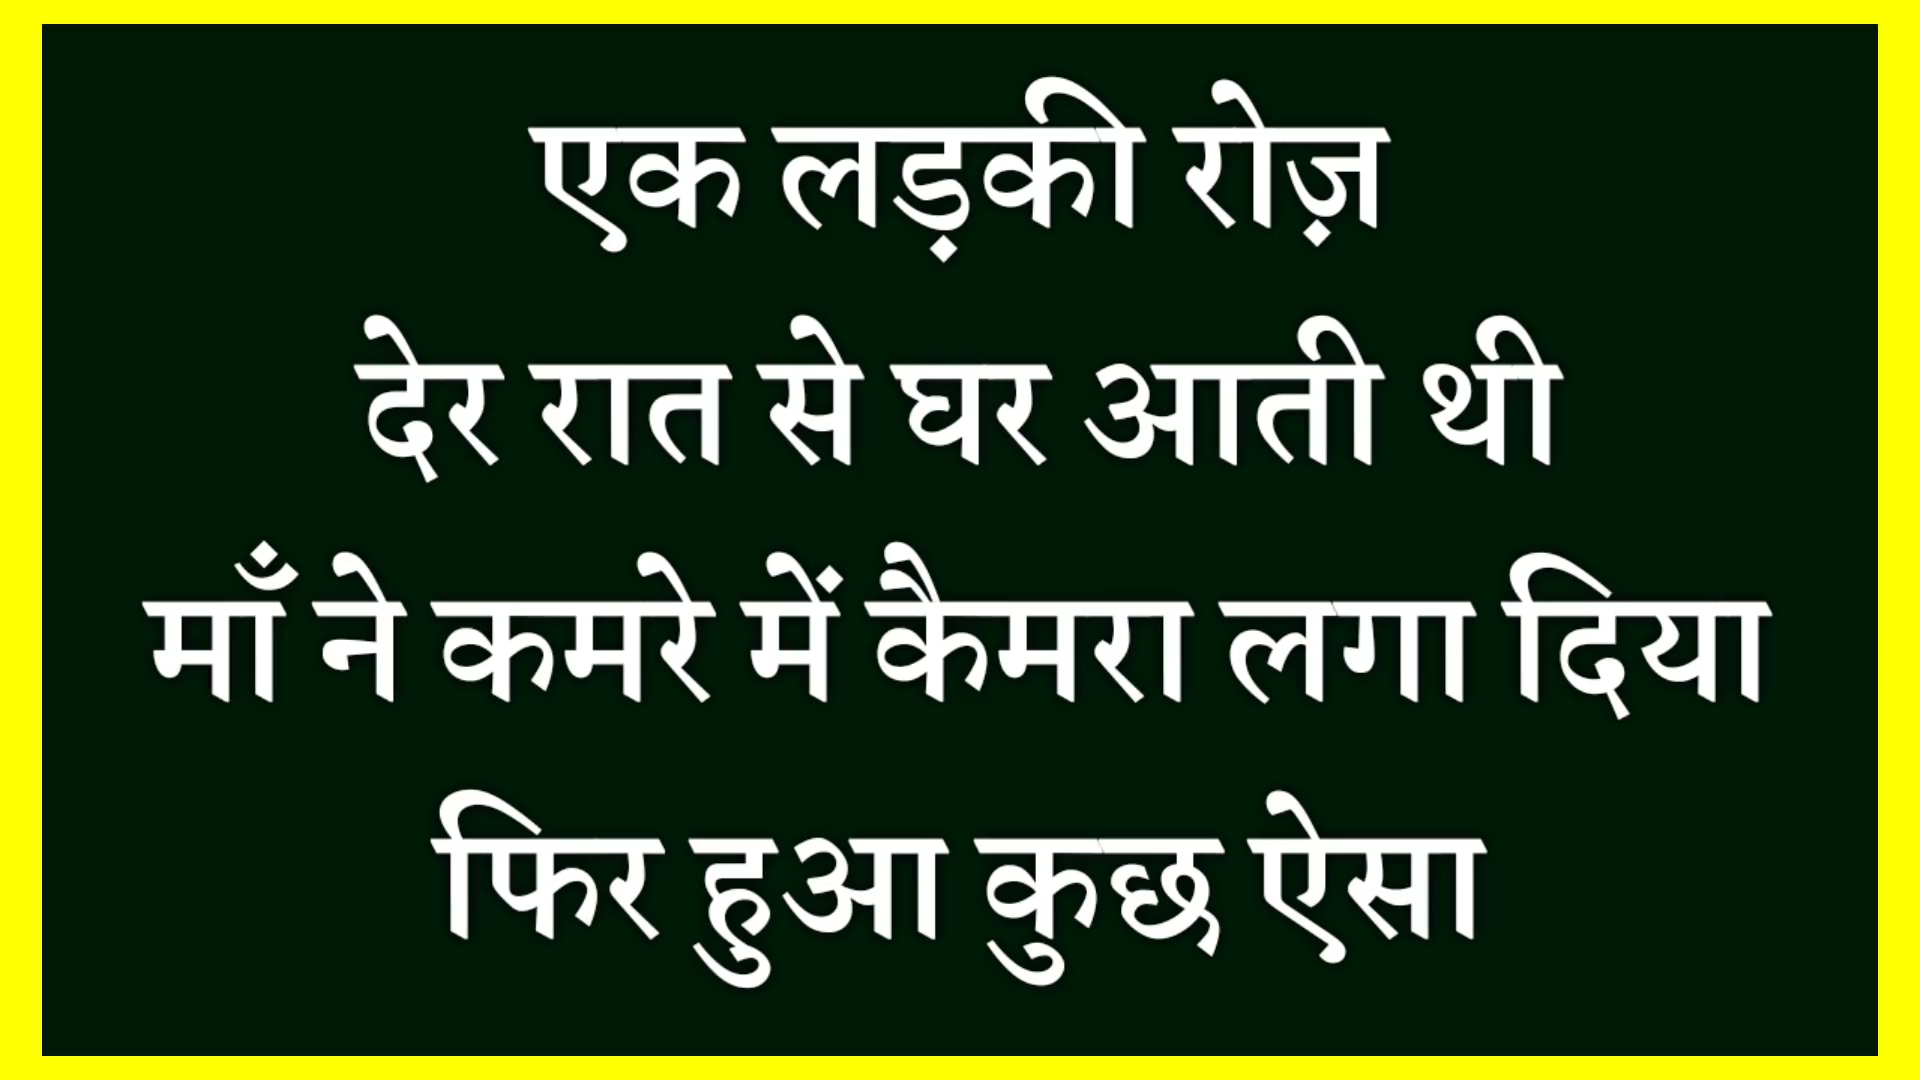 एक लड़की रोज़
देर रात से घर आती थी
माँ ने कमरे में कैमरा लगा दिया
फिर हुआ कुछ ऐसा